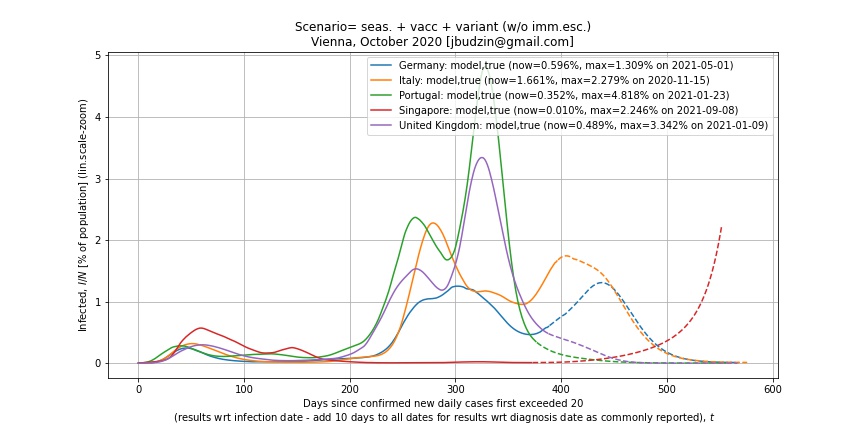 Scenario= seas. + vacc + variant (w/o imm.esc.)
Vienna, October 2020 [jbudzin@gmail.com]
Germany: model,true (now=0.596%, max=1.309% on 2021-05-01)
Italy: model,true (now=1.661%, max=2.279% on 2020-11-15)
Portugal: model,true (now=0.352%, max=4.818% on 2021-01-23)
Singapore: model,true (now=0.010%, max=2.246% on 2021-09-08)
United Kingdom: model,true (now=0.489%, max=3.342% on 2021-01-09)
Infected, I/N [% of population] (lin.scale-zoom)
5
4
3
2
1
0
0 100 200 300 400 500 600
Days since confirmed new daily cases first exceeded 20
(results wrt infection date - add 10 days to all dates for results wrt diagnosis date as commonly reported), t